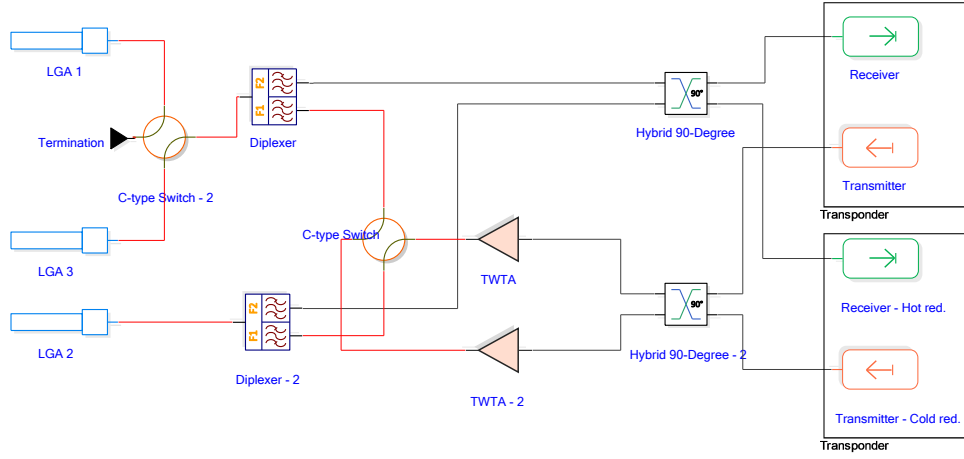 LGA 1
Termination
C-type Switch - 2
LGA 3
LGA 2
F2
F1
Diplexer
C-type Switch
F2
F1
Diplexer - 2
TWTA
TWTA - 2
90°
Hybrid 90-Degree
90°
Hybrid 90-Degree - 2
Receiver
Transmitter
Transponder
Receiver - Hot red.
Transmitter - Cold red.
Transponder